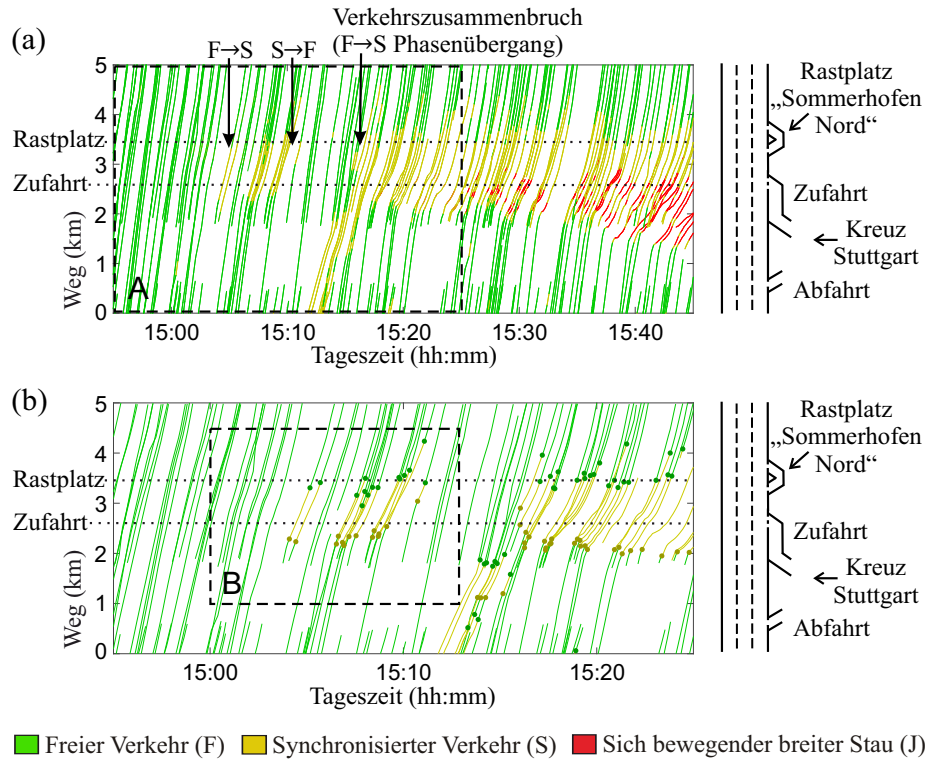 Verkehrszusammenbruch
(a)
F→S
S→F
(F→S Phasenübergang)
5
4
Rastplatz
3
Zufahrt
2
1
0
Weg (km)
A
15:00
15:10
15:20
15:30
15:40
Tageszeit (hh:mm)
Rastplatz
„Sommerhofen
Nord“
Zufahrt
Kreuz
Stuttgart
Abfahrt
(b)
5
4
Rastplatz
3
Zufahrt
2
1
0
Weg (km)
B
15:00
15:10
15:20
Tageszeit (hh:mm)
Rastplatz
„Sommerhofen
Nord“
Zufahrt
Kreuz
Stuttgart
Abfahrt
Freier Verkehr (F)
Synchronisierter Verkehr (S)
Sich bewegender breiter Stau (J)